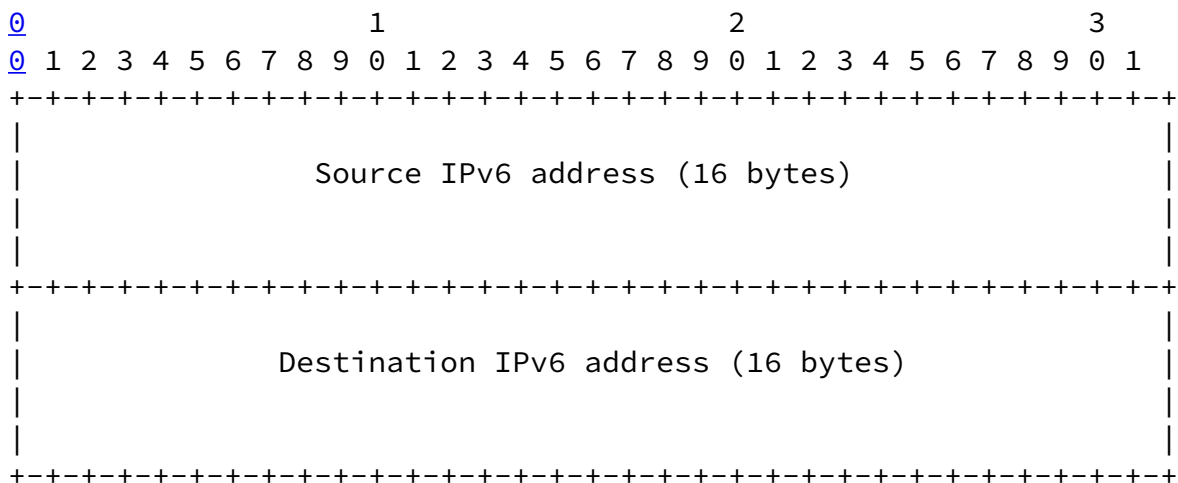 0                   1                   2                   3
0 1 2 3 4 5 6 7 8 9 0 1 2 3 4 5 6 7 8 9 0 1 2 3 4 5 6 7 8 9 0 1
+-+-+-+-+-+-+-+-+-+-+-+-+-+-+-+-+-+-+-+-+-+-+-+-+-+-+-+-+-+-+-+-+
|                                                               |
|                Source IPv6 address (16 bytes)                 |
|                                                               |
|                                                               |
+-+-+-+-+-+-+-+-+-+-+-+-+-+-+-+-+-+-+-+-+-+-+-+-+-+-+-+-+-+-+-+-+
|                                                               |
|              Destination IPv6 address (16 bytes)              |
|                                                               |
|                                                               |
+-+-+-+-+-+-+-+-+-+-+-+-+-+-+-+-+-+-+-+-+-+-+-+-+-+-+-+-+-+-+-+-+